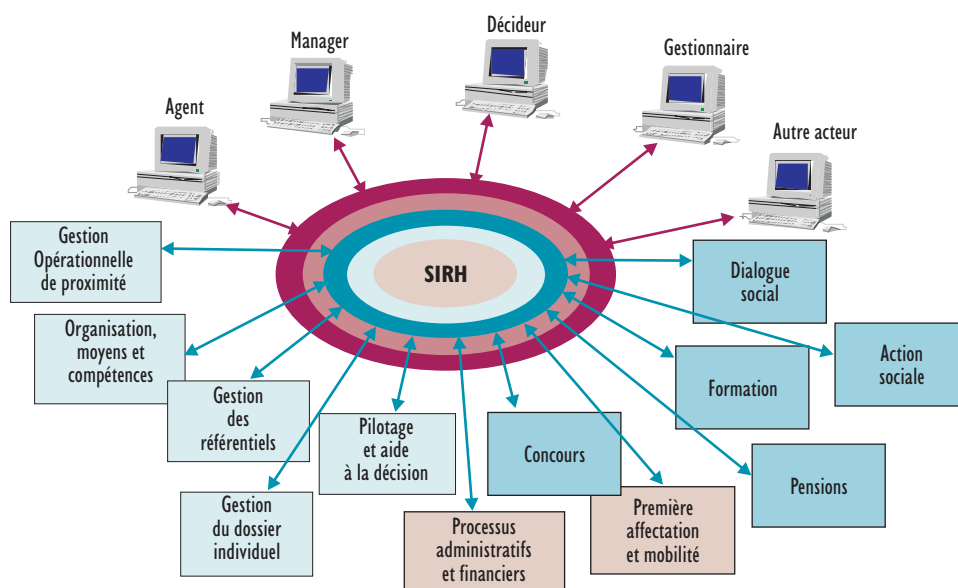 Décideur
Manager
Gestionnaire
Agent
Autre acteur
Gestion
Opérationnelle
de proximité
SIRH
Dialogue
social
Organisation,
moyens et
compétences
Action
sociale
Gestion
des
référentiels
Formation
Pilotage
et aide
à la décision
Concours
Pensions
Gestion
du dossier
individuel
Processus
administratifs
et financiers
Première
affectation
et mobilité